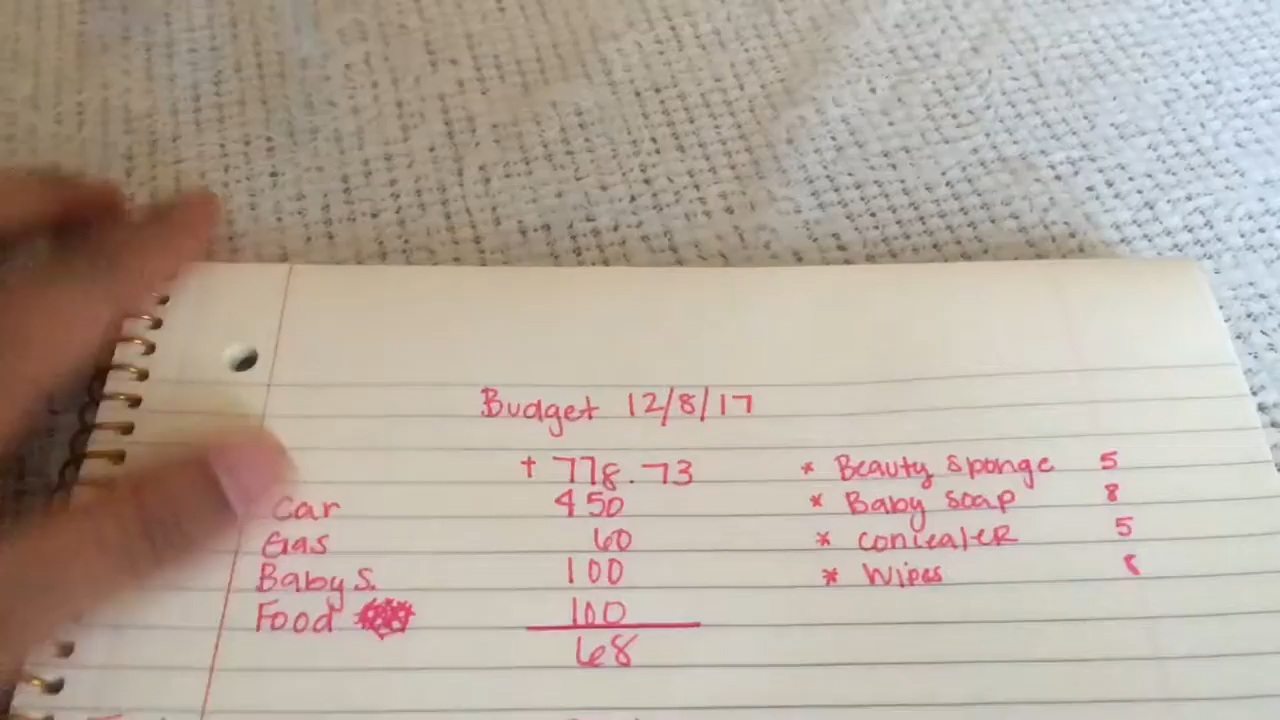 Budget 12/8/17
+ 778.73 * Beauty Sponge 5
Car 450 * Baby Soap 8
Gas 60 * concealer 5
Baby S. 100 * Wipes
Food 100
68